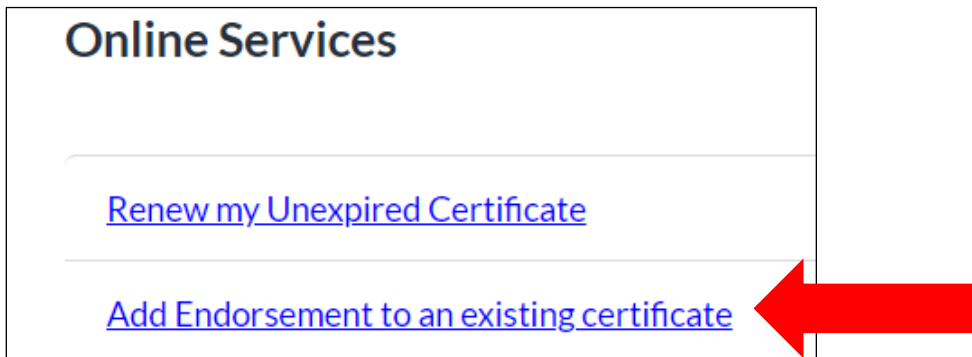 Online Services
Renew my Unexpired Certificate
Add Endorsement to an existing certificate